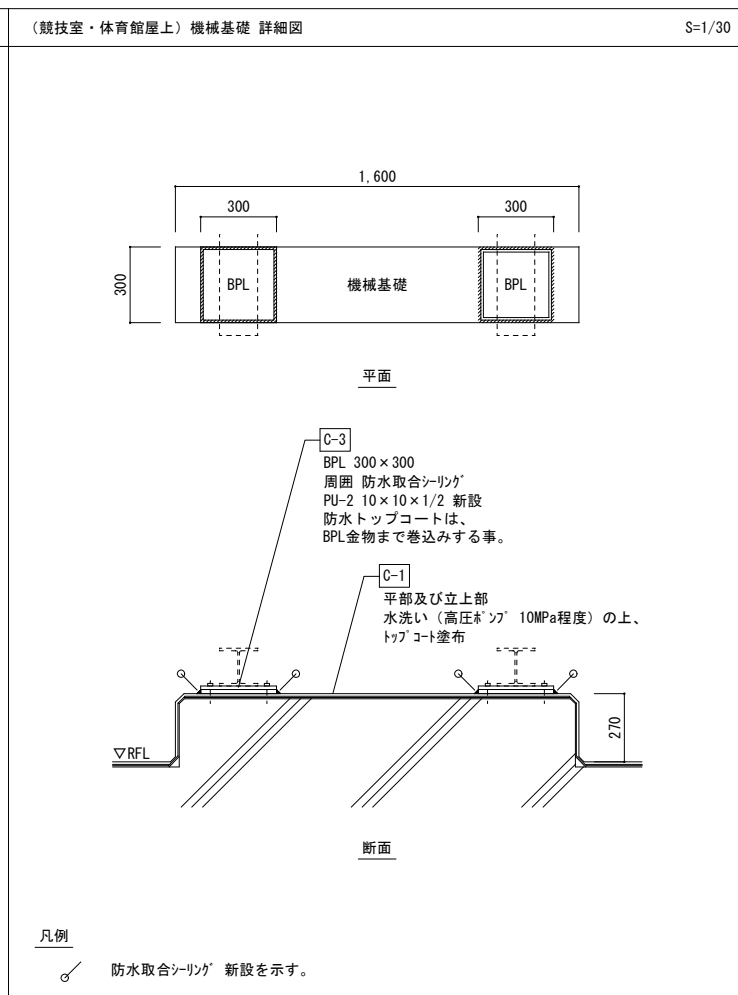 (競技室・体育館屋上) 機械基礎 詳細図
S=1/30
1,600
300
300
300
BPL
機械基礎
BPL
平面
C-3
BPL 300×300
周囲 防水取合シーリング
PU-2 10×10×1/2 新設
防水トップコートは、
BPL金物まで巻込みする事。
C-1
平部及び立上部
水洗い (高圧ポンプ 10MPa程度) の上、
トップコート塗布
▽RFL
270
断面
凡例
防水取合シーリング 新設を示す。